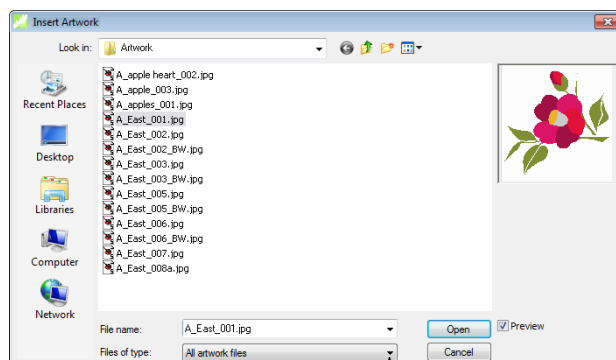 Insert Artwork
Look in: Artwork
A_apple heart_002.jpg
A_apple_003.jpg
A_apples_001.jpg
A_East_001.jpg
A_East_002.jpg
A_East_002_BW.jpg
A_East_003.jpg
A_East_003_BW.jpg
A_East_005.jpg
A_East_005_BW.jpg
A_East_006.jpg
A_East_006_BW.jpg
A_East_007.jpg
A_East_008a.jpg
Recent Places
Desktop
Libraries
Computer
Network
File name: A_East_001.jpg Open Preview
Files of type: All artwork files Cancel